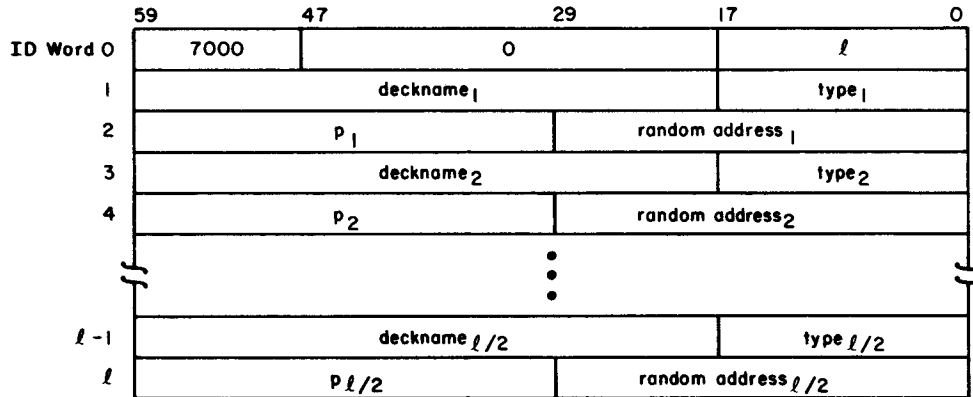 59 47 29 17 0
ID Word 0 7000 0 ℓ
1 deckname₁ type₁
2 p₁ random address₁
3 deckname₂ type₂
4 p₂ random address₂
ℓ-1 deckname ℓ/2 type ℓ/2
ℓ p ℓ/2 random address ℓ/2